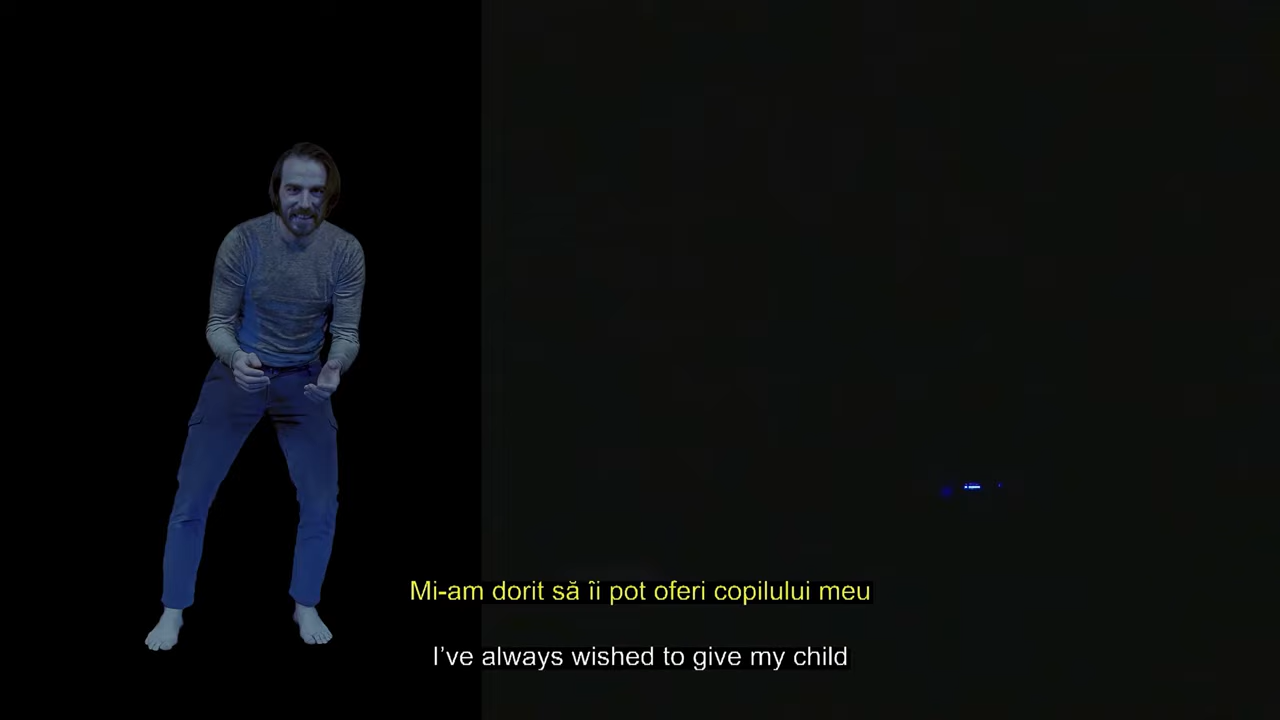 Mi-am dorit să îi pot oferi copilului meu
I’ve always wished to give my child